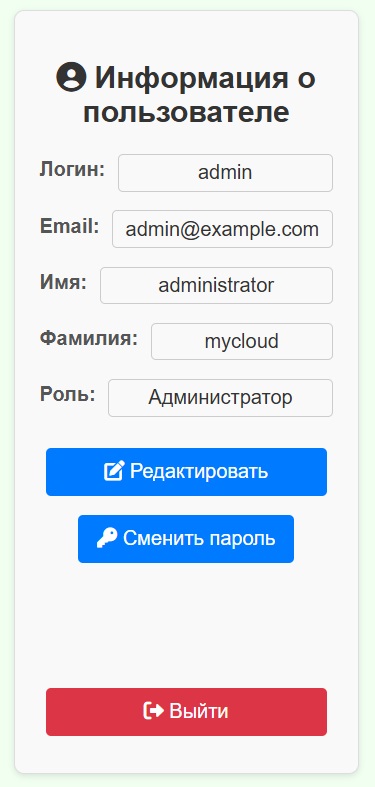 Информация о
пользователе
Логин: admin
Email: admin@example.com
Имя: administrator
Фамилия: mycloud
Роль: Администратор
Редактировать
Сменить пароль
Выйти